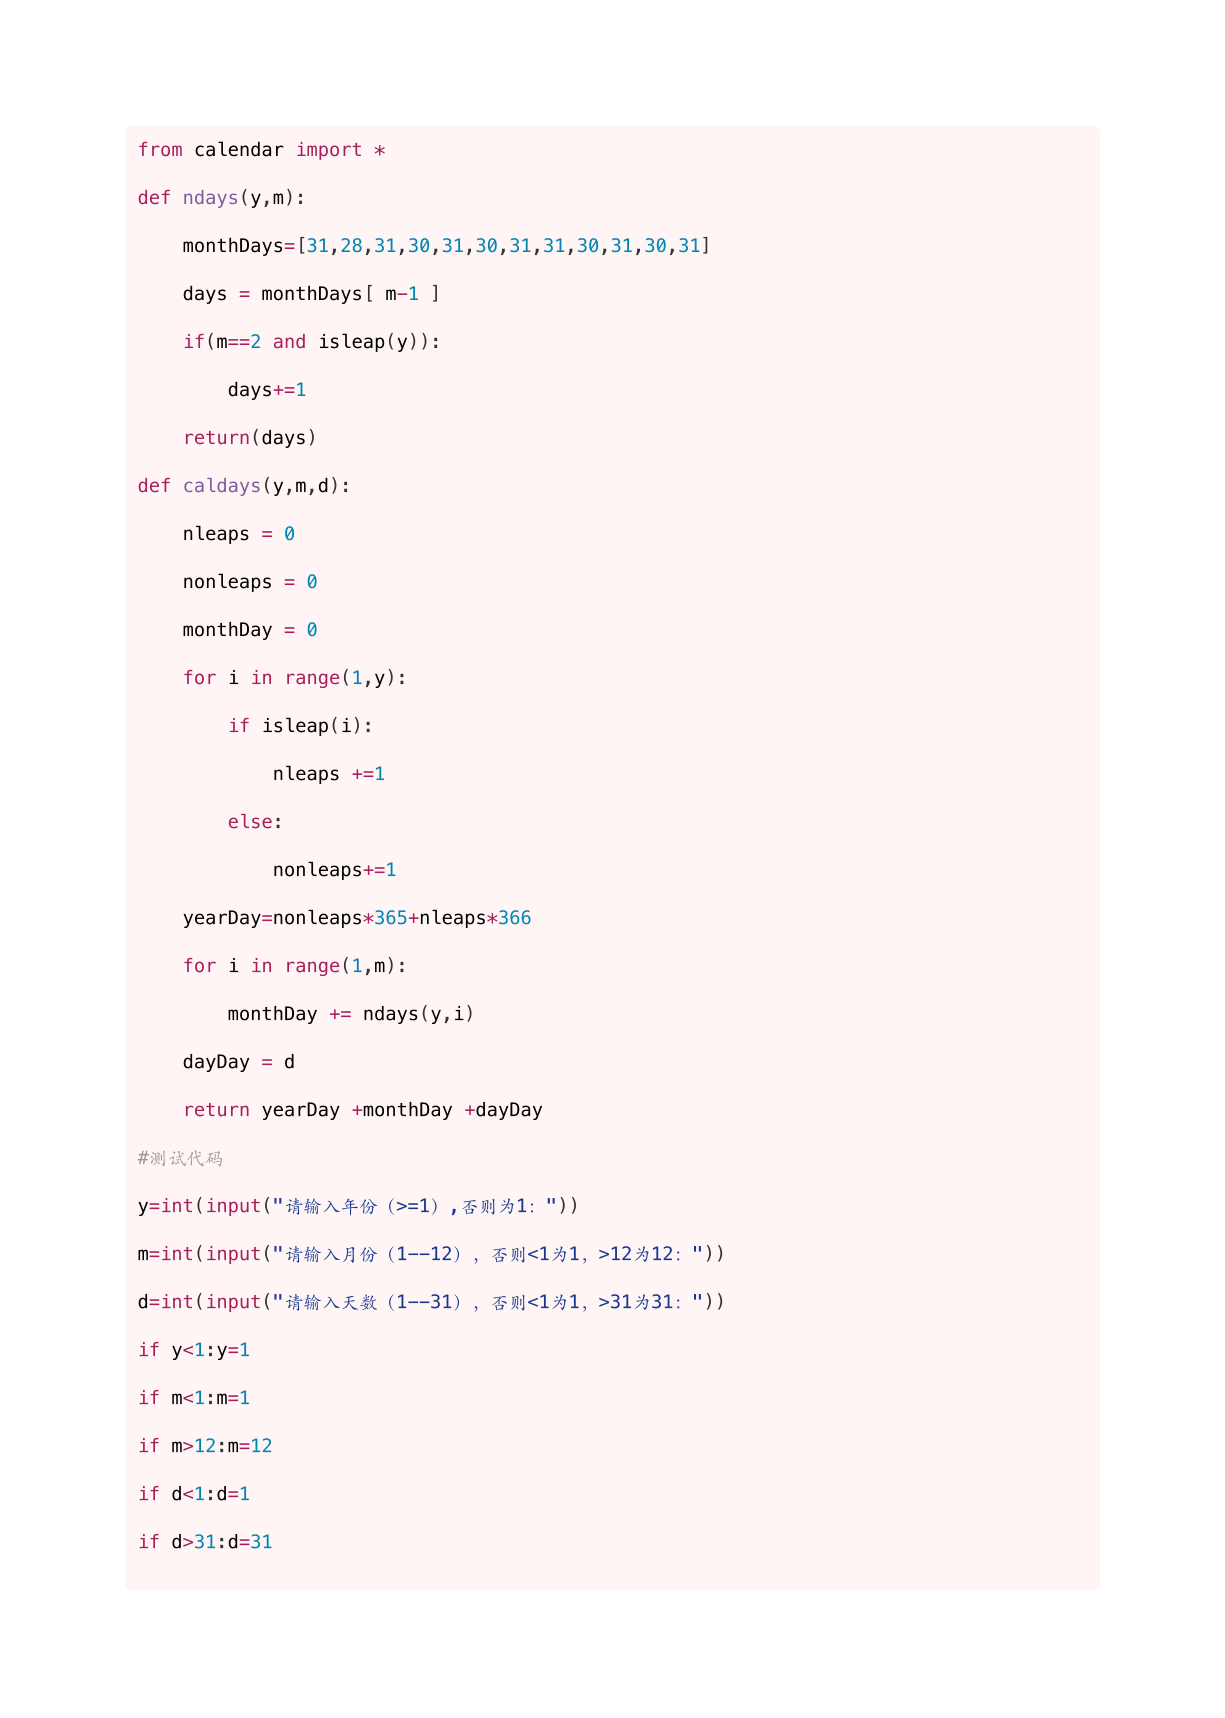 from calendar import *
def ndays(y,m):
    monthDays=[31,28,31,30,31,30,31,31,30,31,30,31]
    days = monthDays[ m-1 ]
    if(m==2 and isleap(y)):
        days+=1
    return(days)
def caldays(y,m,d):
    nleaps = 0
    nonleaps = 0
    monthDay = 0
    for i in range(1,y):
        if isleap(i):
            nleaps +=1
        else:
            nonleaps+=1
    yearDay=nonleaps*365+nleaps*366
    for i in range(1,m):
        monthDay += ndays(y,i)
    dayDay = d
    return yearDay +monthDay +dayDay
#测试代码
y=int(input("请输入年份（>=1）,否则为1："))
m=int(input("请输入月份（1--12），否则<1为1，>12为12："))
d=int(input("请输入天数（1--31），否则<1为1，>31为31："))
if y<1:y=1
if m<1:m=1
if m>12:m=12
if d<1:d=1
if d>31:d=31